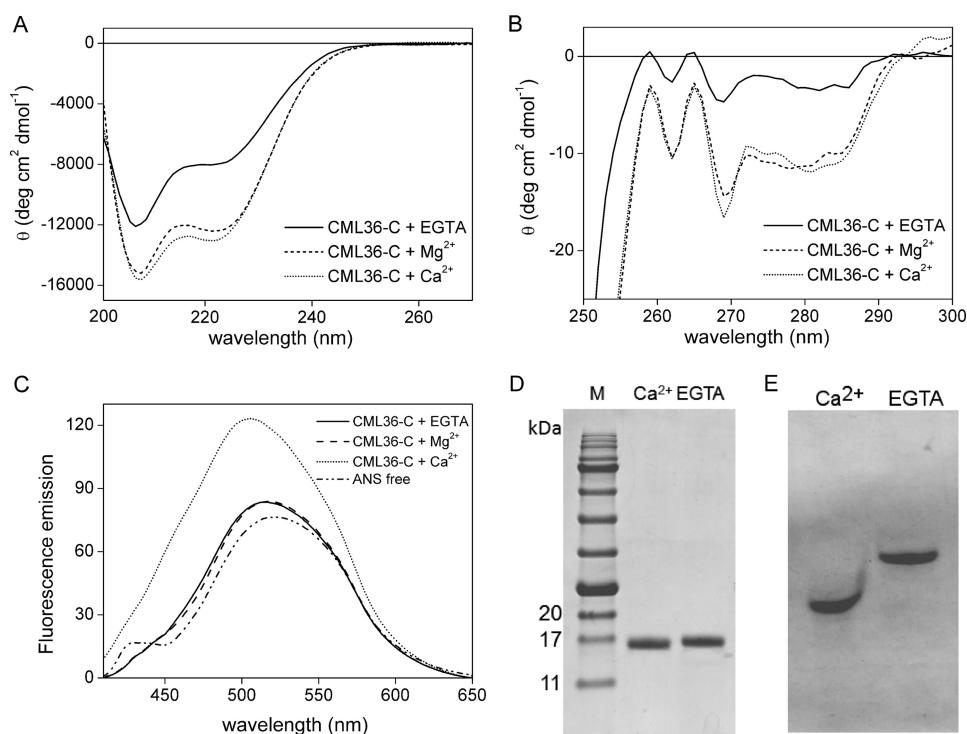 A
0
-4000
-8000
-12000
-16000
θ (deg cm² dmol⁻¹)
CML36-C + EGTA
CML36-C + Mg²⁺
CML36-C + Ca²⁺
200 220 240 260
wavelength (nm)
B
0
-10
-20
θ (deg cm² dmol⁻¹)
CML36-C + EGTA
CML36-C + Mg²⁺
CML36-C + Ca²⁺
250 260 270 280 290 300
wavelength (nm)
C
120
90
60
30
0
Fluorescence emission
CML36-C + EGTA
CML36-C + Mg²⁺
CML36-C + Ca²⁺
ANS free
450 500 550 600 650
wavelength (nm)
D
M Ca²⁺ EGTA
kDa
20
17
11
E
Ca²⁺ EGTA